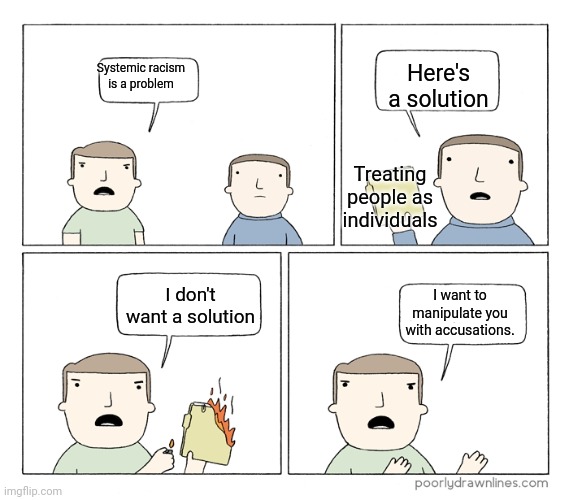 Systemic racism
is a problem
Here's
a solution
Treating
people as
individuals
I don't
want a solution
I want to
manipulate you
with accusations.
poorlydrawnlines.com
imgflip.com